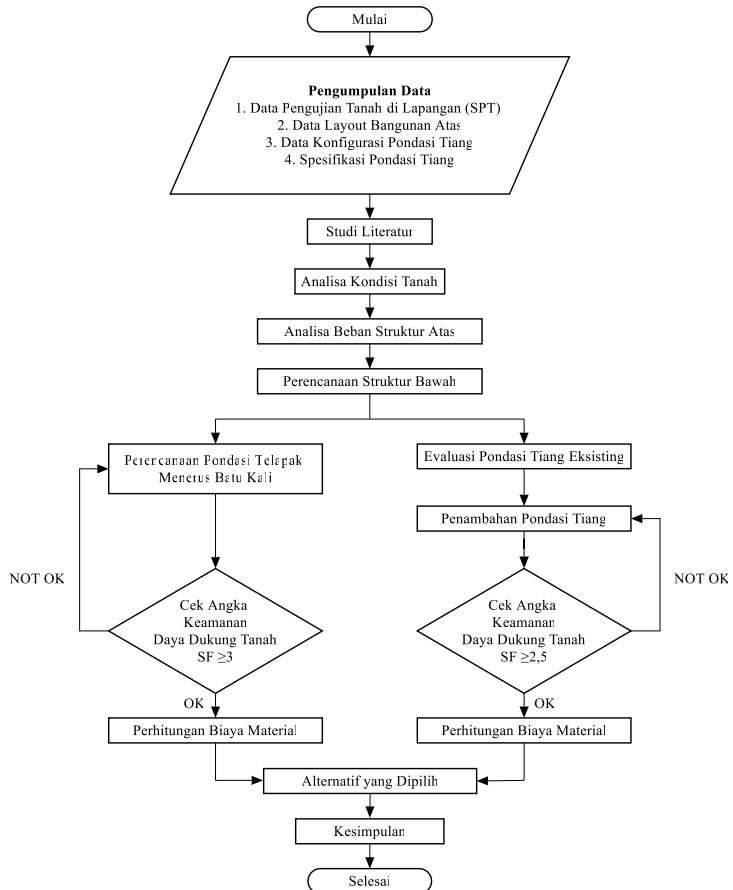 Mulai
Pengumpulan Data
1. Data Pengujian Tanah di Lapangan (SPT)
2. Data Layout Bangunan Atas
3. Data Konfigurasi Pondasi Tiang
4. Spesifikasi Pondasi Tiang
Studi Literatur
Analisa Kondisi Tanah
Analisa Beban Struktur Atas
Perencanaan Struktur Bawah
Perencanaan Pondasi Telapak
Menerus Batu Kali
Evaluasi Pondasi Tiang Eksisting
Penambahan Pondasi Tiang
NOT OK
NOT OK
Cek Angka
Keamanan
Daya Dukung Tanah
SF ≥3
Cek Angka
Keamanan
Daya Dukung Tanah
SF ≥2,5
OK
OK
Perhitungan Biaya Material
Perhitungan Biaya Material
Alternatif yang Dipilih
Kesimpulan
Selesai